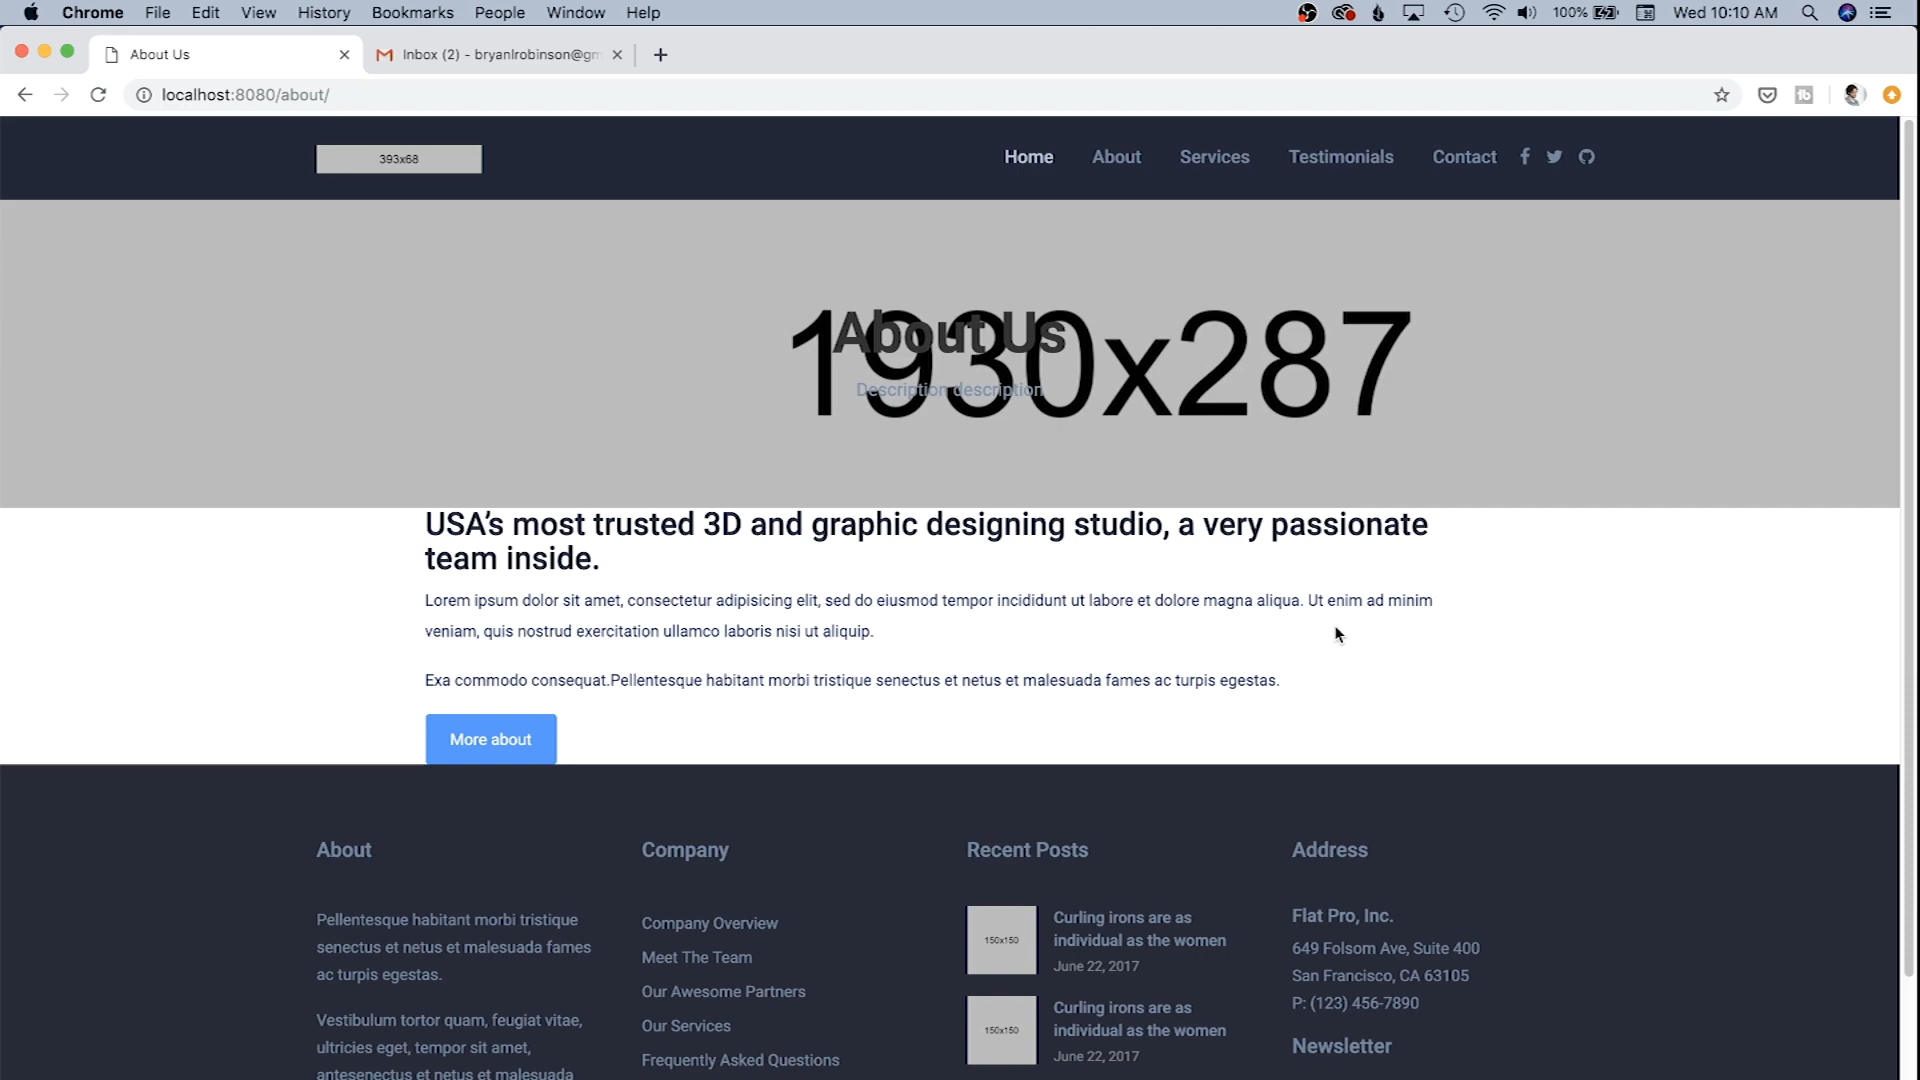 Chrome File Edit View History Bookmarks People Window Help 100% Wed 10:10 AM
About Us Inbox (2) - bryanlrobinson@gm
localhost:8080/about/
393x68 Home About Services Testimonials Contact
1930x287
About Us
Description description
USA’s most trusted 3D and graphic designing studio, a very passionate
team inside.
Lorem ipsum dolor sit amet, consectetur adipisicing elit, sed do eiusmod tempor incididunt ut labore et dolore magna aliqua. Ut enim ad minim
veniam, quis nostrud exercitation ullamco laboris nisi ut aliquip.
Exa commodo consequat.Pellentesque habitant morbi tristique senectus et netus et malesuada fames ac turpis egestas.
More about
About
Pellentesque habitant morbi tristique
senectus et netus et malesuada fames
ac turpis egestas.
Vestibulum tortor quam, feugiat vitae,
ultricies eget, tempor sit amet,
antesenectus et netus et malesuada
Company
Company Overview
Meet The Team
Our Awesome Partners
Our Services
Frequently Asked Questions
Recent Posts
150x150
Curling irons are as
individual as the women
June 22, 2017
150x150
Curling irons are as
individual as the women
June 22, 2017
Address
Flat Pro, Inc.
649 Folsom Ave, Suite 400
San Francisco, CA 63105
P: (123) 456-7890
Newsletter